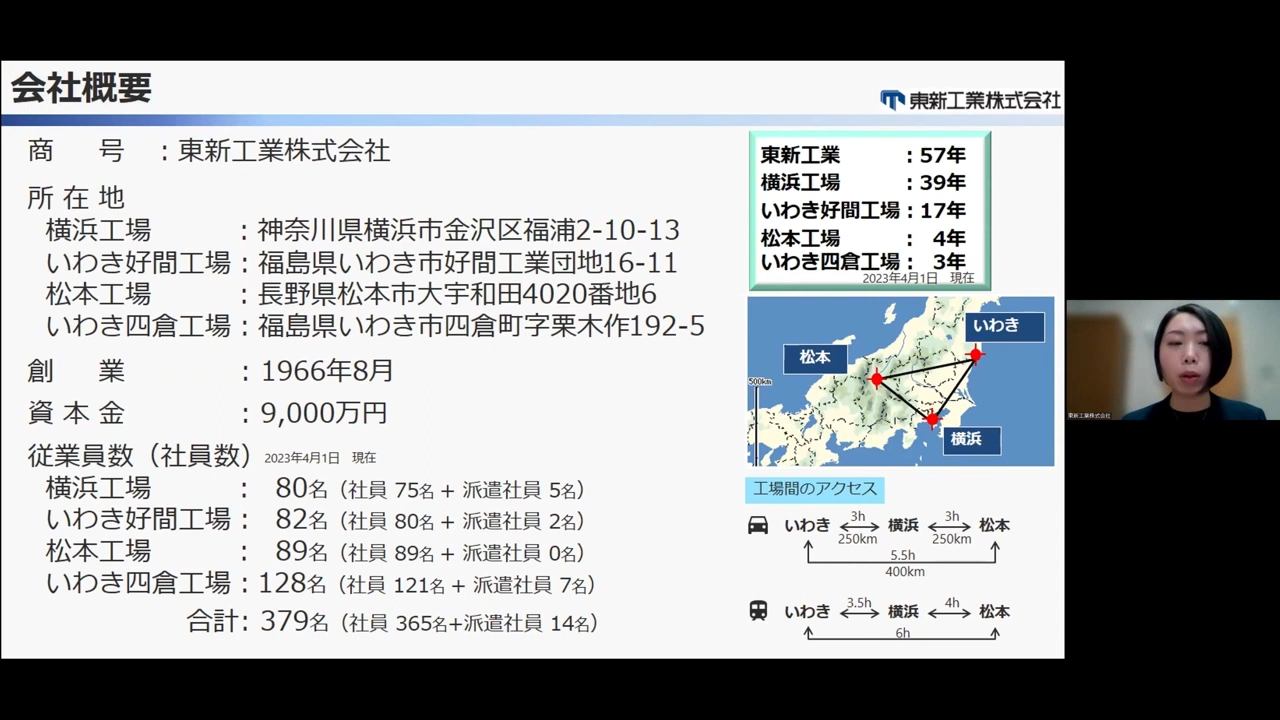 会社概要
東新工業株式会社
商　号　：東新工業株式会社
所 在 地
横浜工場　：神奈川県横浜市金沢区福浦2-10-13
いわき好間工場：福島県いわき市好間工業団地16-11
松本工場　：長野県松本市大字和田4020番地6
いわき四倉工場：福島県いわき市四倉町字栗木作192-5
創　業　：1966年8月
資 本 金　：9,000万円
従業員数（社員数）2023年4月1日　現在
横浜工場　： 80名（社員 75名 + 派遣社員 5名）
いわき好間工場： 82名（社員 80名 + 派遣社員 2名）
松本工場　： 89名（社員 89名 + 派遣社員 0名）
いわき四倉工場：128名（社員 121名 + 派遣社員 7名）
合計：379名（社員 365名+派遣社員 14名）
東新工業　：57年
横浜工場　：39年
いわき好間工場：17年
松本工場　： 4年
いわき四倉工場： 3年
2023年4月1日　現在
いわき
松本
500km
横浜
工場間のアクセス
3h 3h
いわき 横浜 松本
250km 250km
5.5h
400km
3.5h 4h
いわき 横浜 松本
6h
東新工業株式会社